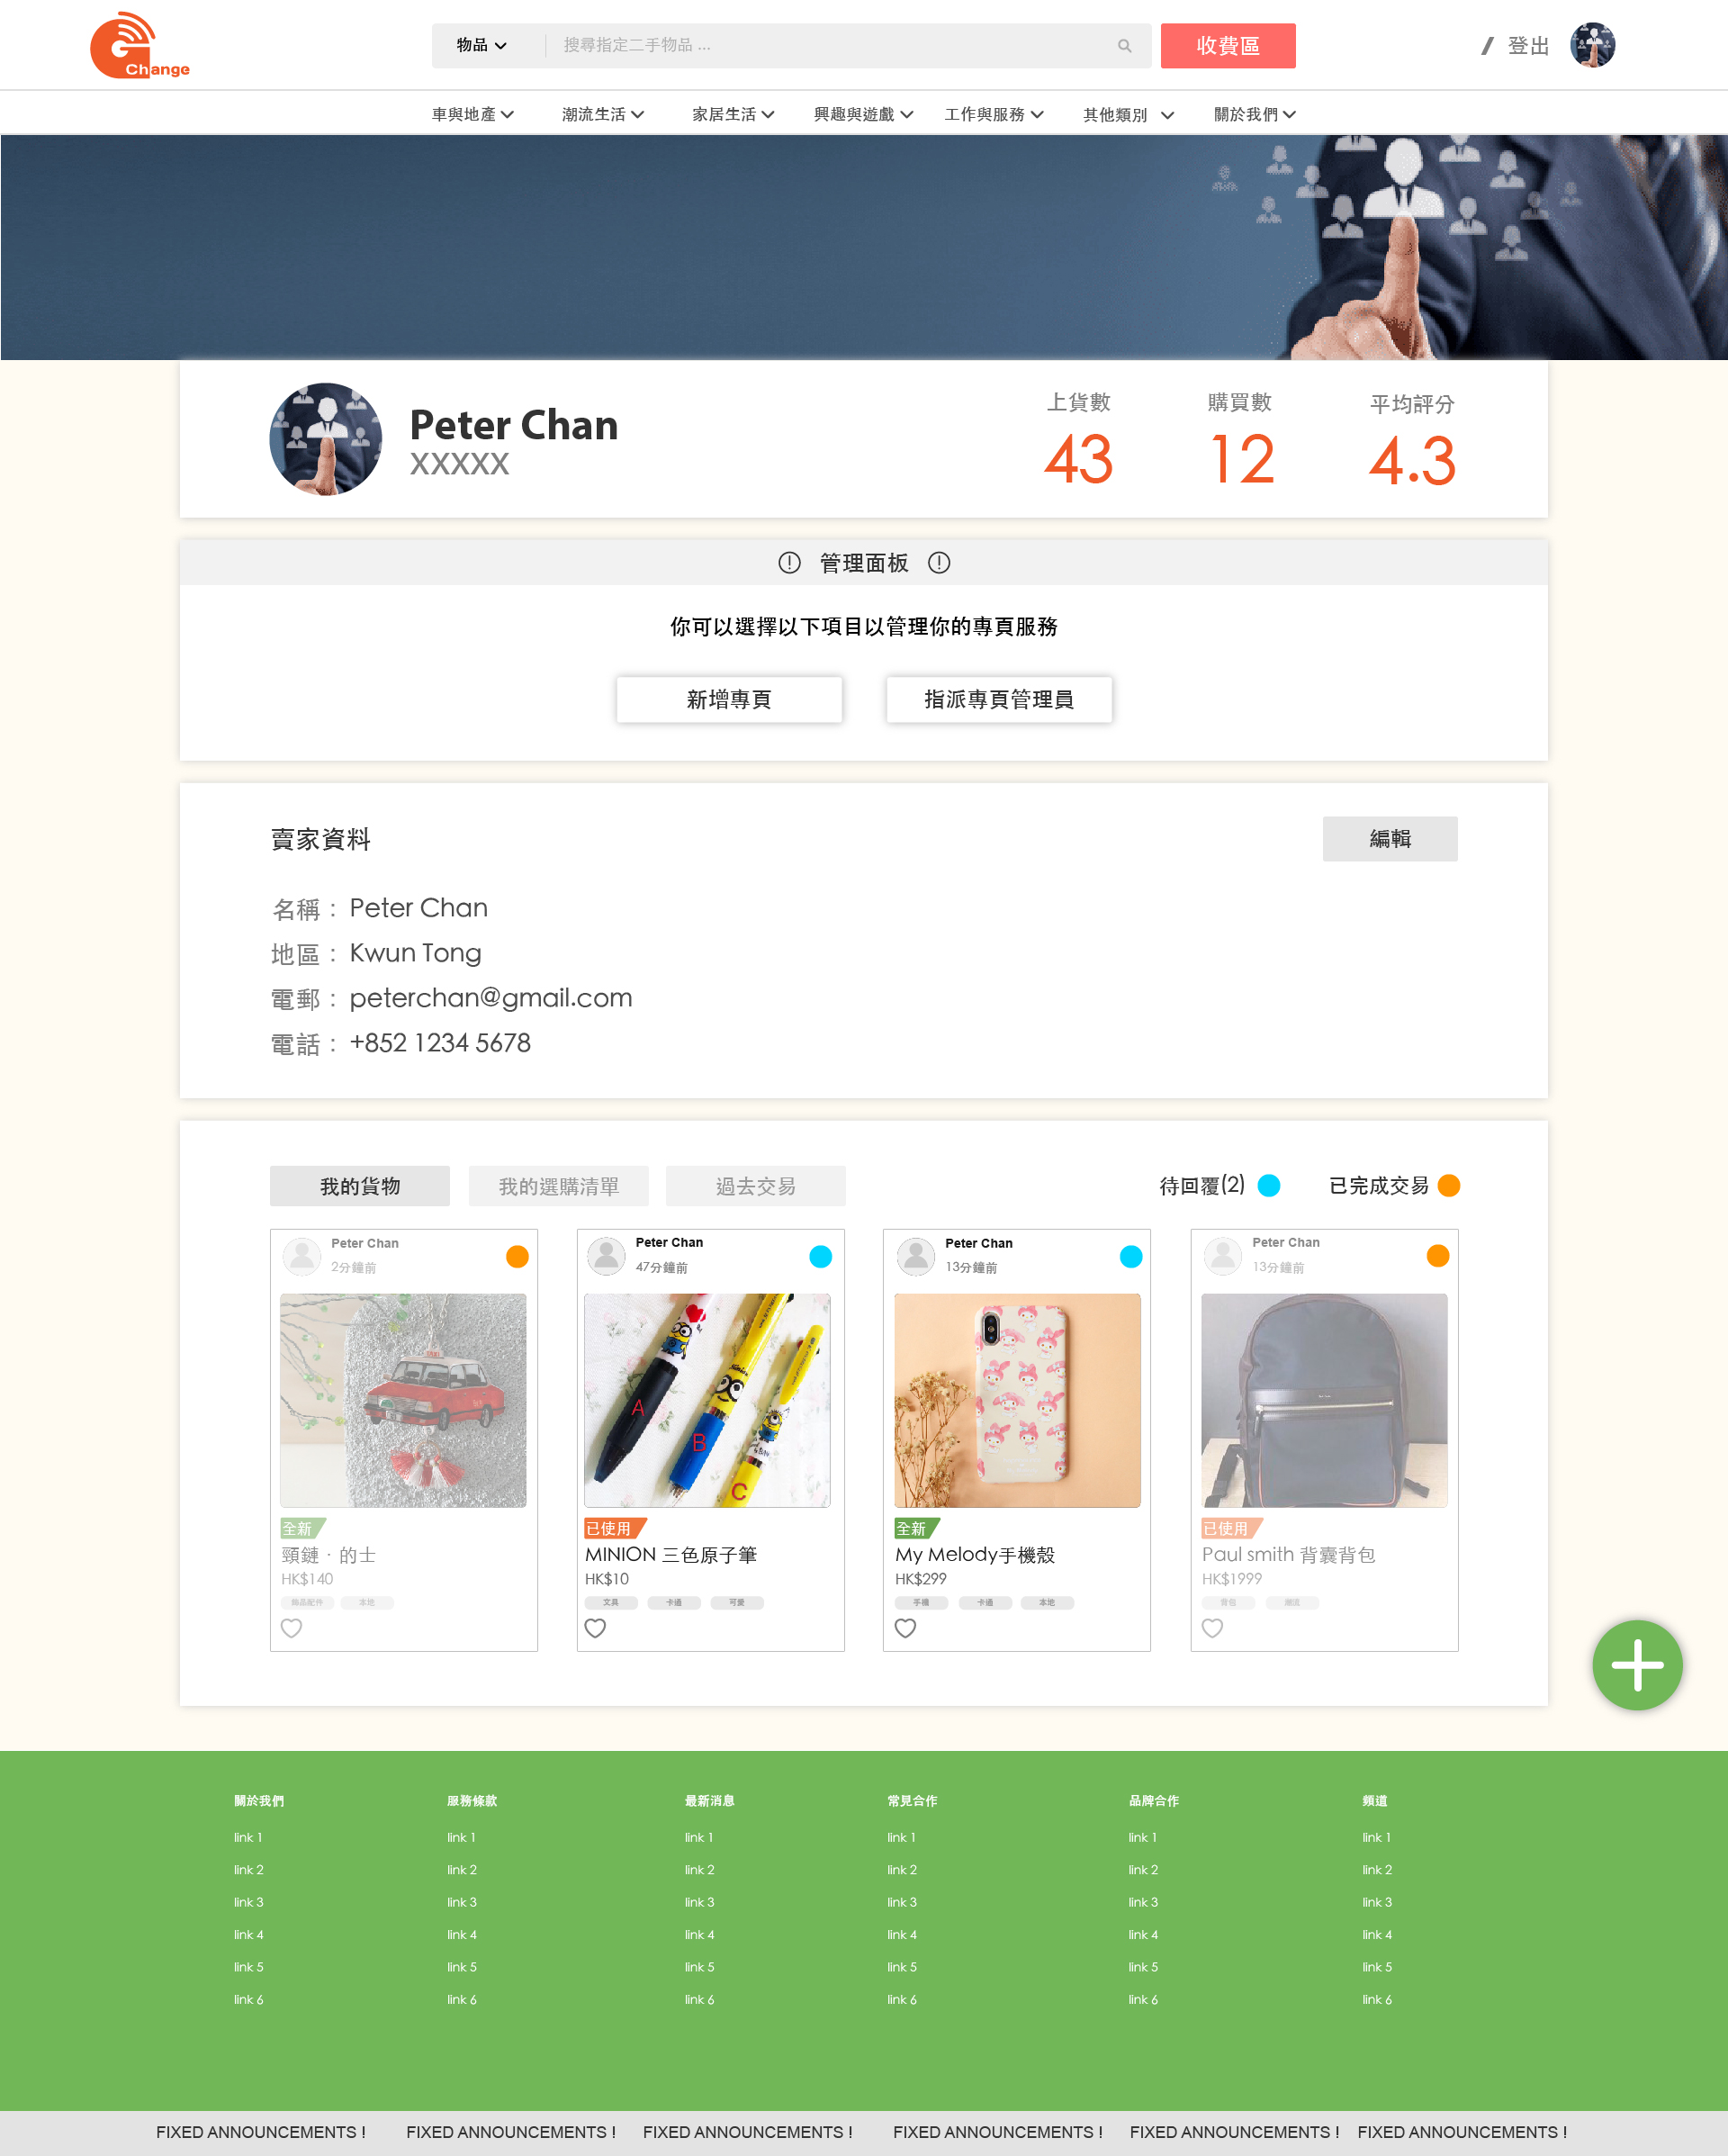 G
Change
物品
搜尋指定二手物品 ...
收費區
/ 登出
車與地產 潮流生活 家居生活 興趣與遊戲 工作與服務 其他類別 關於我們
Peter Chan
XXXXX
上貨數 購買數 平均評分
43 12 4.3
管理面板
你可以選擇以下項目以管理你的專頁服務
新增專頁 指派專頁管理員
賣家資料 編輯
名稱： Peter Chan
地區： Kwun Tong
電郵： peterchan@gmail.com
電話： +852 1234 5678
我的貨物 我的選購清單 過去交易 待回覆(2) 已完成交易
Peter Chan
2分鐘前
全新
頸鏈 · 的士
HK$140
飾品配件 本地
Peter Chan
47分鐘前
A
B
C
已使用
MINION 三色原子筆
HK$10
文具 卡通 可愛
Peter Chan
13分鐘前
全新
My Melody手機殼
HK$299
手機 卡通 本地
Peter Chan
13分鐘前
已使用
Paul smith 背囊背包
HK$1999
背包 潮流
關於我們 服務條款 最新消息 常見合作 品牌合作 頻道
link 1 link 1 link 1 link 1 link 1 link 1
link 2 link 2 link 2 link 2 link 2 link 2
link 3 link 3 link 3 link 3 link 3 link 3
link 4 link 4 link 4 link 4 link 4 link 4
link 5 link 5 link 5 link 5 link 5 link 5
link 6 link 6 link 6 link 6 link 6 link 6
FIXED ANNOUNCEMENTS ! FIXED ANNOUNCEMENTS ! FIXED ANNOUNCEMENTS ! FIXED ANNOUNCEMENTS ! FIXED ANNOUNCEMENTS ! FIXED ANNOUNCEMENTS !